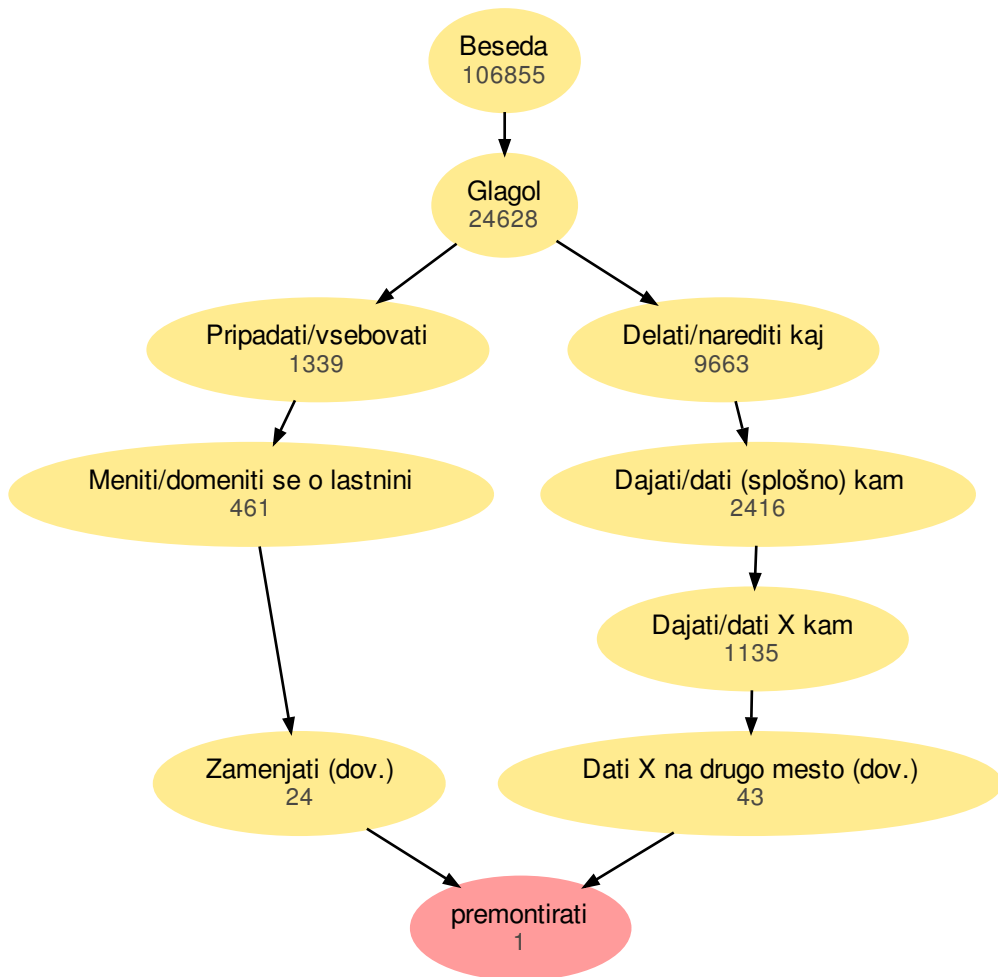 Beseda
106855
Glagol
24628
Pripadati/vsebovati
1339
Delati/narediti kaj
9663
Meniti/domeniti se o lastnini
461
Dajati/dati (splošno) kam
2416
Dajati/dati X kam
1135
Zamenjati (dov.)
24
Dati X na drugo mesto (dov.)
43
premontirati
1